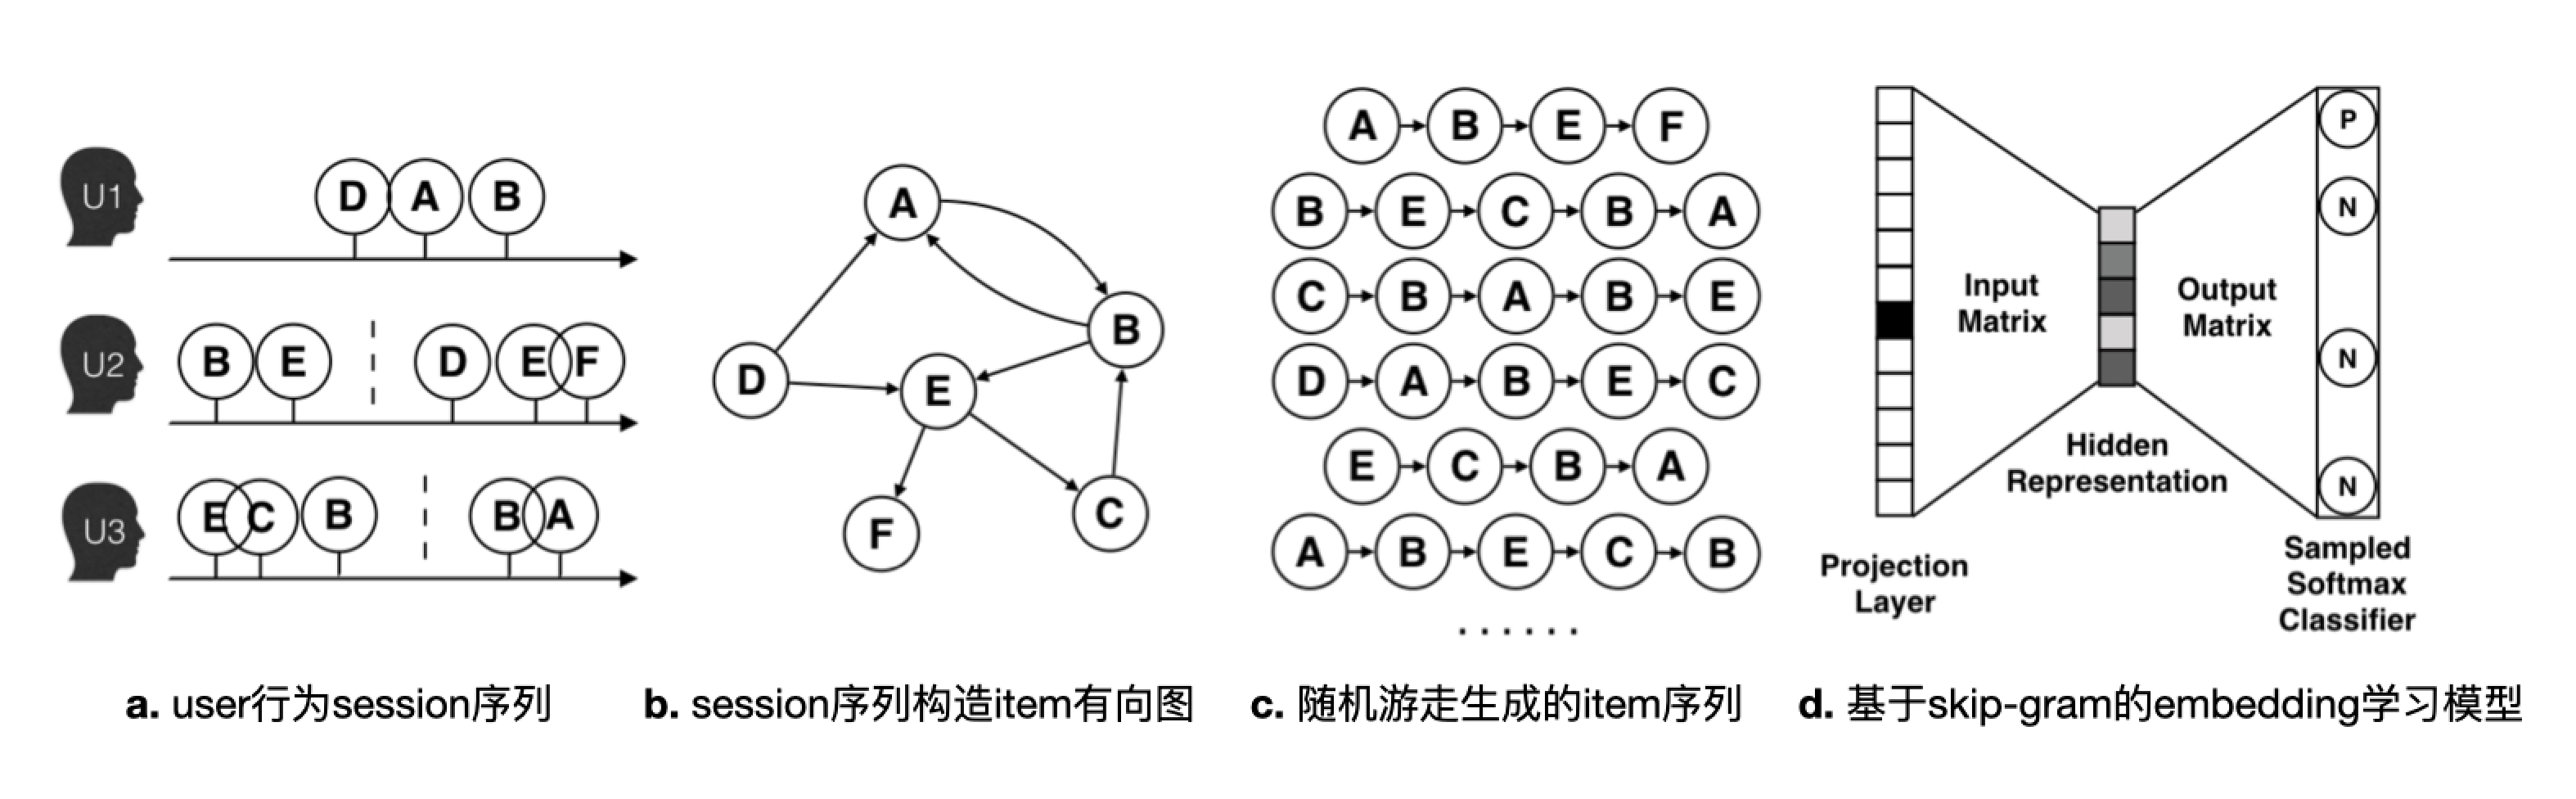 U1
D A B
U2
B E D E F
U3
E C B B A
A
B
D
E
F
C
A B E F
B E C B A
C B A B E
D A B E C
E C B A
A B E C B
......
Projection
Layer
Input
Matrix
Hidden
Representation
Output
Matrix
P
N
N
N
Sampled
Softmax
Classifier
a. user行为session序列
b. session序列构造item有向图
c. 随机游走生成的item序列
d. 基于skip-gram的embedding学习模型